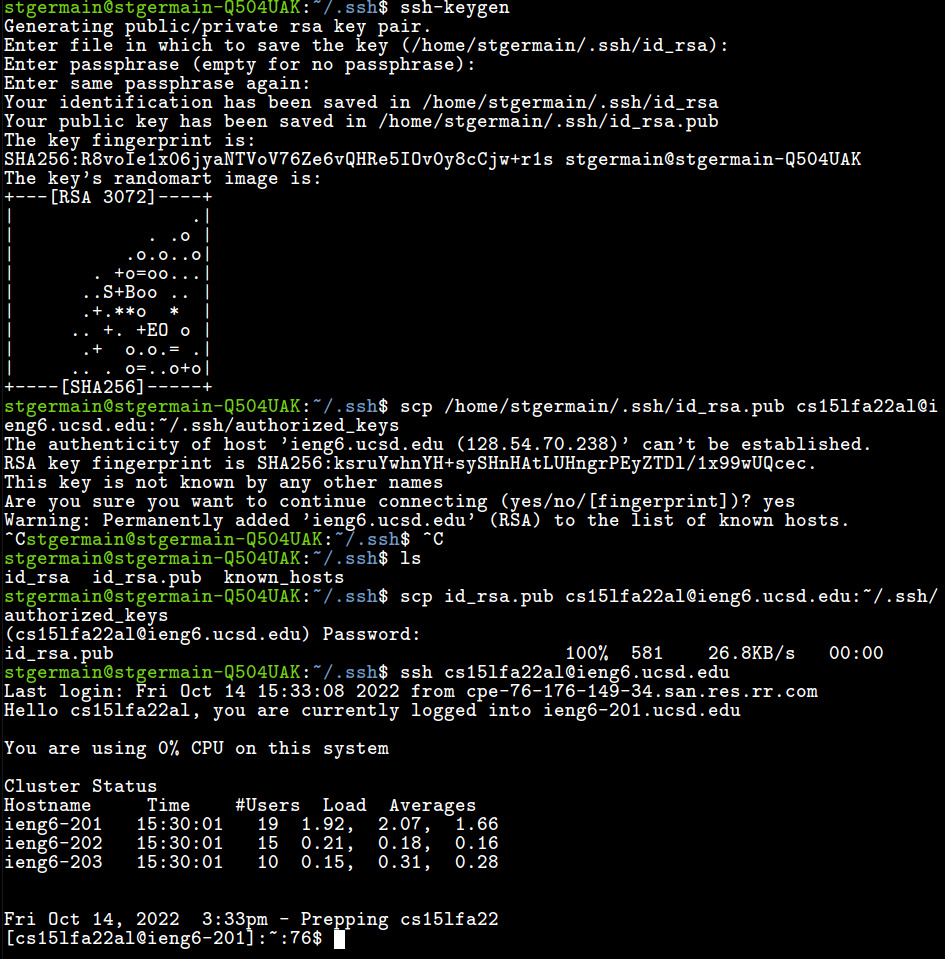 stgermain@stgermain-Q504UAK:~/.ssh$ ssh-keygen
Generating public/private rsa key pair.
Enter file in which to save the key (/home/stgermain/.ssh/id_rsa):
Enter passphrase (empty for no passphrase):
Enter same passphrase again:
Your identification has been saved in /home/stgermain/.ssh/id_rsa
Your public key has been saved in /home/stgermain/.ssh/id_rsa.pub
The key fingerprint is:
SHA256:R8voIe1x06jyaNTVoV76Ze6vQHRe5IOvOy8cCjw+r1s stgermain@stgermain-Q504UAK
The key's randomart image is:
+---[RSA 3072]----+
|                .|
|            . .o |
|          .o.o..o|
|       . +o=oo...|
|      ..S+Boo .. |
|      .+.**o  *  |
|     .. +. +EO o |
|      .+  o.o.= .|
|     .. . o=..o+o|
+----[SHA256]-----+
stgermain@stgermain-Q504UAK:~/.ssh$ scp /home/stgermain/.ssh/id_rsa.pub cs15lfa22al@i
eng6.ucsd.edu:~/.ssh/authorized_keys
The authenticity of host 'ieng6.ucsd.edu (128.54.70.238)' can't be established.
RSA key fingerprint is SHA256:ksruYwhnYH+sySHnHAtLUHngrPEyZTDl/1x99wUQcec.
This key is not known by any other names
Are you sure you want to continue connecting (yes/no/[fingerprint])? yes
Warning: Permanently added 'ieng6.ucsd.edu' (RSA) to the list of known hosts.
^Cstgermain@stgermain-Q504UAK:~/.ssh$ ^C
stgermain@stgermain-Q504UAK:~/.ssh$ ls
id_rsa  id_rsa.pub  known_hosts
stgermain@stgermain-Q504UAK:~/.ssh$ scp id_rsa.pub cs15lfa22al@ieng6.ucsd.edu:~/.ssh/
authorized_keys
(cs15lfa22al@ieng6.ucsd.edu) Password:
id_rsa.pub                                         100%  581    26.8KB/s   00:00
stgermain@stgermain-Q504UAK:~/.ssh$ ssh cs15lfa22al@ieng6.ucsd.edu
Last login: Fri Oct 14 15:33:08 2022 from cpe-76-176-149-34.san.res.rr.com
Hello cs15lfa22al, you are currently logged into ieng6-201.ucsd.edu

You are using 0% CPU on this system

Cluster Status
Hostname     Time    #Users  Load  Averages
ieng6-201   15:30:01   19  1.92,  2.07,  1.66
ieng6-202   15:30:01   15  0.21,  0.18,  0.16
ieng6-203   15:30:01   10  0.15,  0.31,  0.28

Fri Oct 14, 2022  3:33pm - Prepping cs15lfa22
[cs15lfa22al@ieng6-201]:~:76$